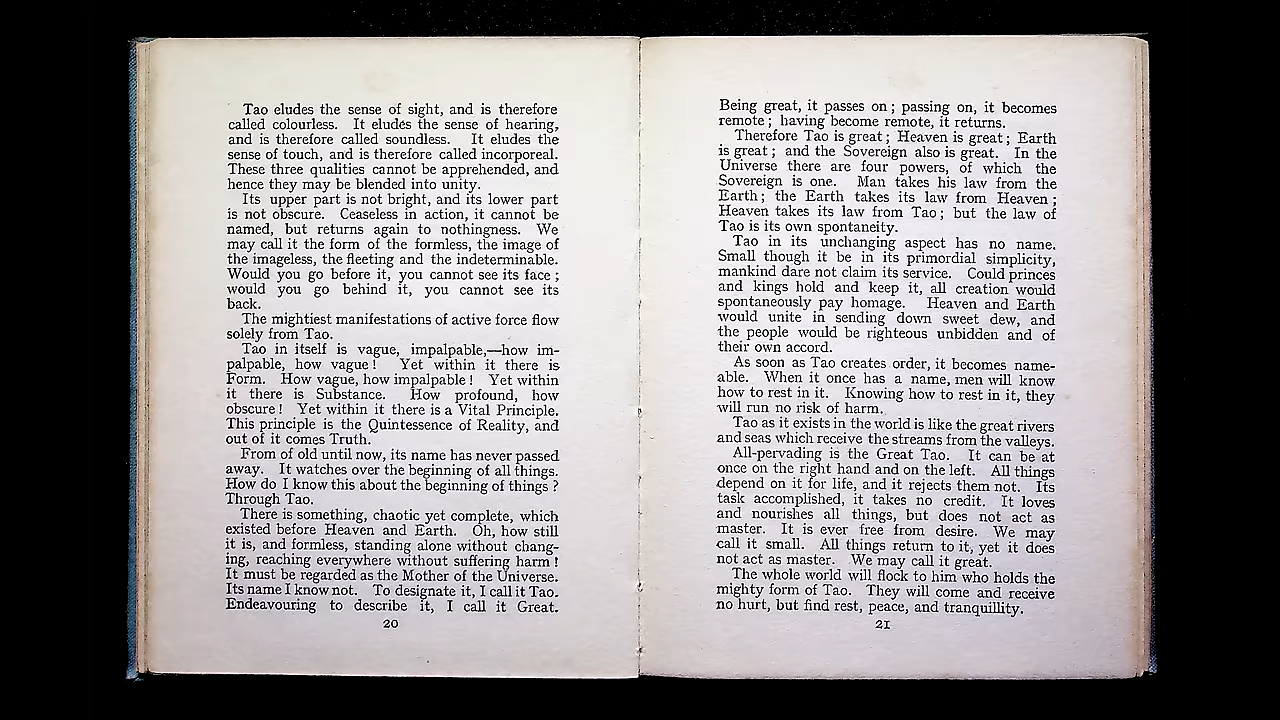 Tao eludes the sense of sight, and is therefore
called colourless. It eludes the sense of hearing,
and is therefore called soundless. It eludes the
sense of touch, and is therefore called incorporeal.
These three qualities cannot be apprehended, and
hence they may be blended into unity.
Its upper part is not bright, and its lower part
is not obscure. Ceaseless in action, it cannot be
named, but returns again to nothingness. We
may call it the form of the formless, the image of
the imageless, the fleeting and the indeterminable.
Would you go before it, you cannot see its face ;
would you go behind it, you cannot see its
back.
The mightiest manifestations of active force flow
solely from Tao.
Tao in itself is vague, impalpable,—how im-
palpable, how vague ! Yet within it there is
Form. How vague, how impalpable ! Yet within
it there is Substance. How profound, how
obscure ! Yet within it there is a Vital Principle.
This principle is the Quintessence of Reality, and
out of it comes Truth.
From of old until now, its name has never passed
away. It watches over the beginning of all things.
How do I know this about the beginning of things ?
Through Tao.
There is something, chaotic yet complete, which
existed before Heaven and Earth. Oh, how still
it is, and formless, standing alone without chang-
ing, reaching everywhere without suffering harm !
It must be regarded as the Mother of the Universe.
Its name I know not. To designate it, I call it Tao.
Endeavouring to describe it, I call it Great.
20
Being great, it passes on ; passing on, it becomes
remote ; having become remote, it returns.
Therefore Tao is great ; Heaven is great ; Earth
is great ; and the Sovereign also is great. In the
Universe there are four powers, of which the
Sovereign is one. Man takes his law from the
Earth ; the Earth takes its law from Heaven ;
Heaven takes its law from Tao ; but the law of
Tao is its own spontaneity.
Tao in its unchanging aspect has no name.
Small though it be in its primordial simplicity,
mankind dare not claim its service. Could princes
and kings hold and keep it, all creation would
spontaneously pay homage. Heaven and Earth
would unite in sending down sweet dew, and
the people would be righteous unbidden and of
their own accord.
As soon as Tao creates order, it becomes name-
able. When it once has a name, men will know
how to rest in it. Knowing how to rest in it, they
will run no risk of harm.
Tao as it exists in the world is like the great rivers
and seas which receive the streams from the valleys.
All-pervading is the Great Tao. It can be at
once on the right hand and on the left. All things
depend on it for life, and it rejects them not. Its
task accomplished, it takes no credit. It loves
and nourishes all things, but does not act as
master. It is ever free from desire. We may
call it small. All things return to it, yet it does
not act as master. We may call it great.
The whole world will flock to him who holds the
mighty form of Tao. They will come and receive
no hurt, but find rest, peace, and tranquillity.
21